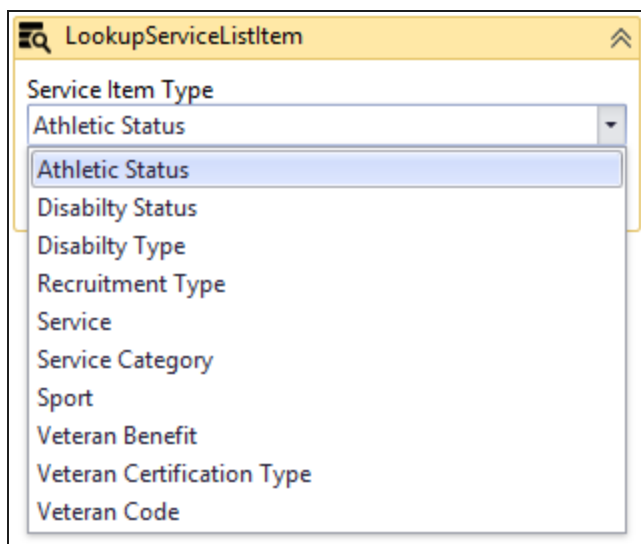 LookupServiceListItem
Service Item Type
Athletic Status
Athletic Status
Disabilty Status
Disabilty Type
Recruitment Type
Service
Service Category
Sport
Veteran Benefit
Veteran Certification Type
Veteran Code